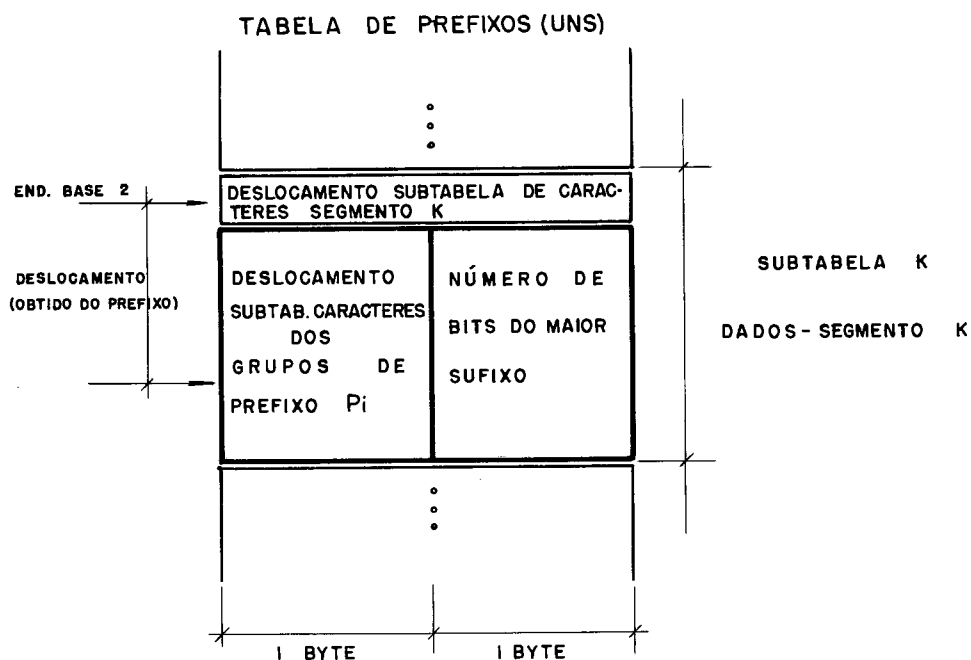 TABELA DE PREFIXOS (UNS)
END. BASE 2
DESLOCAMENTO SUBTABELA DE CARAC-
TERES SEGMENTO K
DESLOCAMENTO
(OBTIDO DO PREFIXO)
DESLOCAMENTO
SUBTAB. CARACTERES
DOS
GRUPOS DE
PREFIXO Pi
NÚMERO DE
BITS DO MAIOR
SUFIXO
SUBTABELA K
DADOS - SEGMENTO K
1 BYTE
1 BYTE